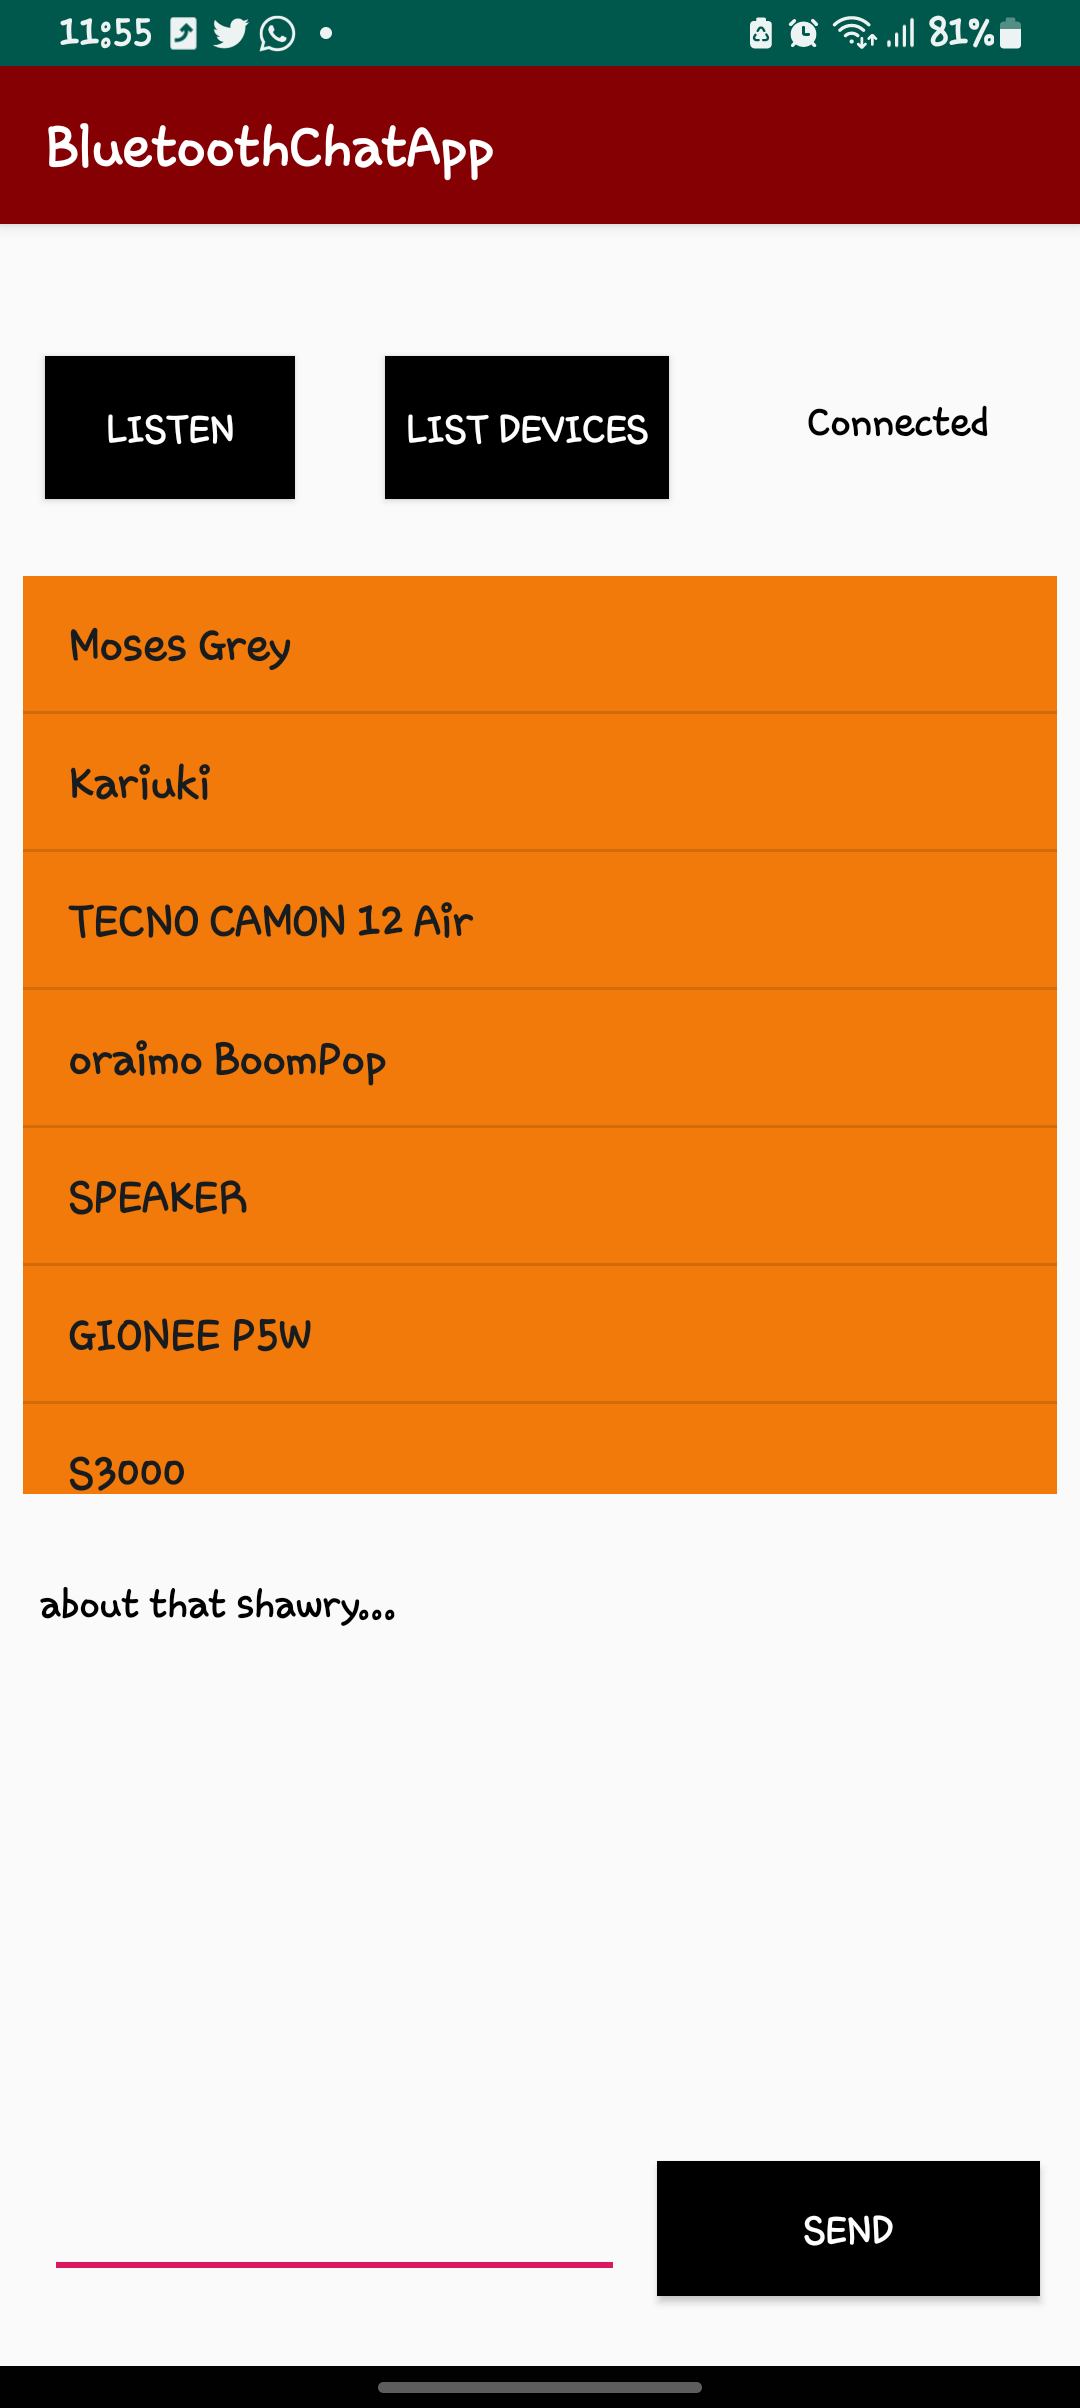 11:55 81%
BluetoothChatApp
LISTEN LIST DEVICES Connected
Moses Grey
Kariuki
TECNO CAMON 12 Air
oraimo BoomPop
SPEAKER
GIONEE P5W
S3000
about that shawry...
SEND